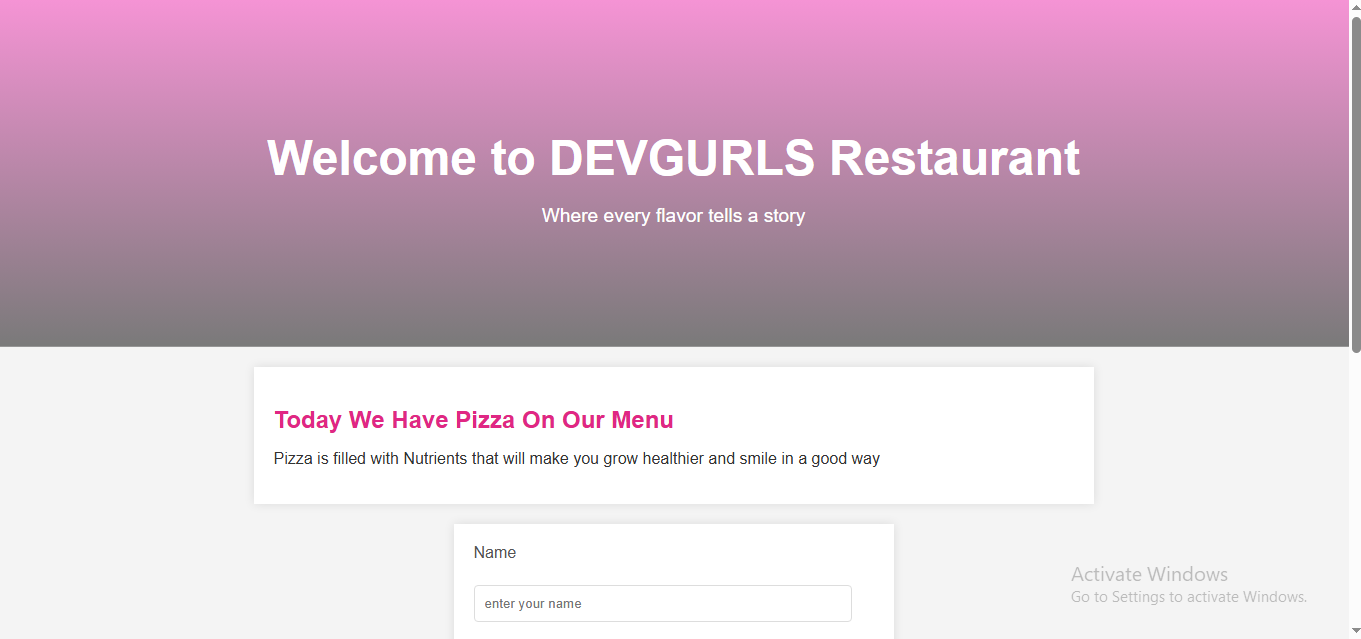 Welcome to DEVGURLS Restaurant
Where every flavor tells a story
Today We Have Pizza On Our Menu
Pizza is filled with Nutrients that will make you grow healthier and smile in a good way
Name
enter your name
Activate Windows
Go to Settings to activate Windows.